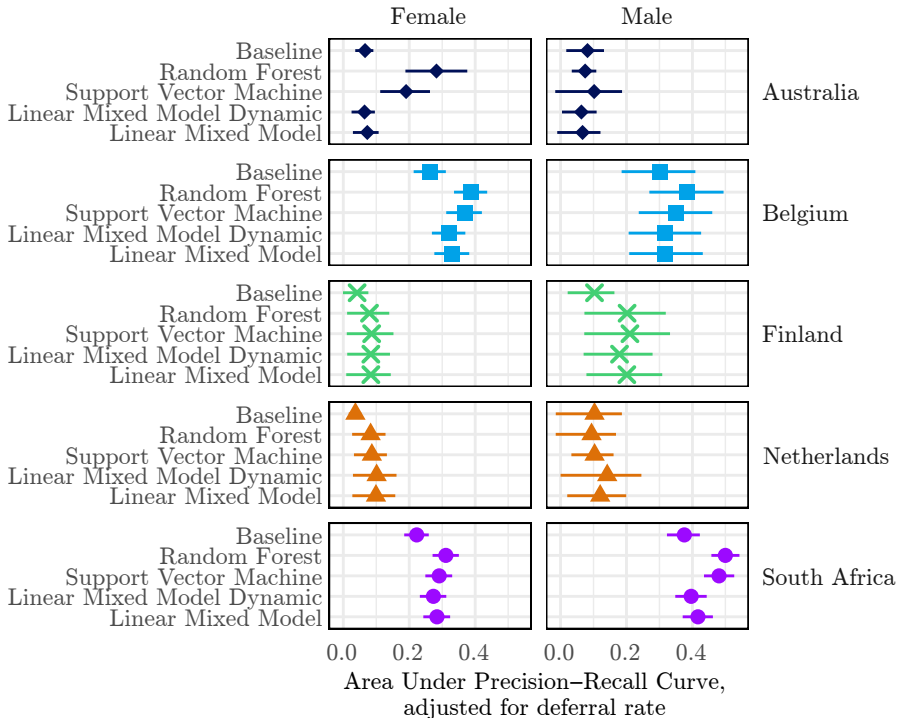 Female Male
Baseline
Random Forest
Support Vector Machine
Linear Mixed Model Dynamic
Linear Mixed Model
Australia
Baseline
Random Forest
Support Vector Machine
Linear Mixed Model Dynamic
Linear Mixed Model
Belgium
Baseline
Random Forest
Support Vector Machine
Linear Mixed Model Dynamic
Linear Mixed Model
Finland
Baseline
Random Forest
Support Vector Machine
Linear Mixed Model Dynamic
Linear Mixed Model
Netherlands
Baseline
Random Forest
Support Vector Machine
Linear Mixed Model Dynamic
Linear Mixed Model
South Africa
0.0 0.2 0.4 0.0 0.2 0.4
Area Under Precision−Recall Curve,
adjusted for deferral rate